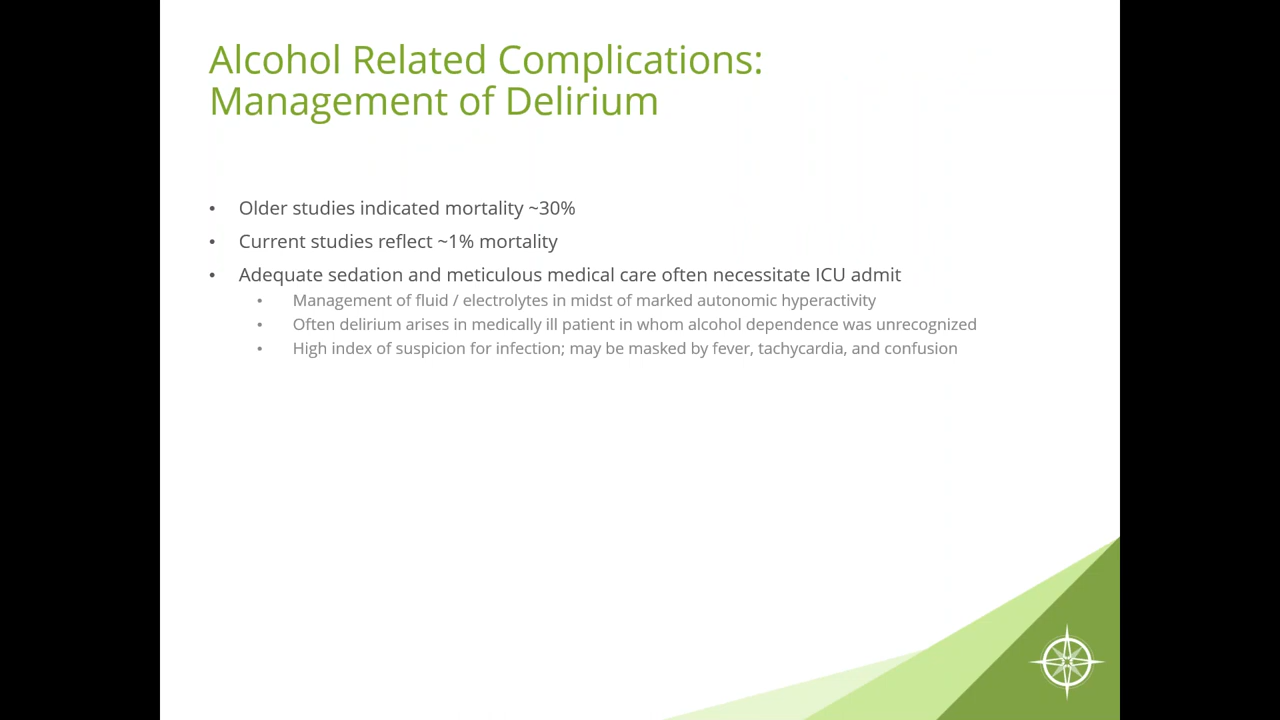 Alcohol Related Complications:
Management of Delirium
• Older studies indicated mortality ~30%
• Current studies reflect ~1% mortality
• Adequate sedation and meticulous medical care often necessitate ICU admit
• Management of fluid / electrolytes in midst of marked autonomic hyperactivity
• Often delirium arises in medically ill patient in whom alcohol dependence was unrecognized
• High index of suspicion for infection; may be masked by fever, tachycardia, and confusion